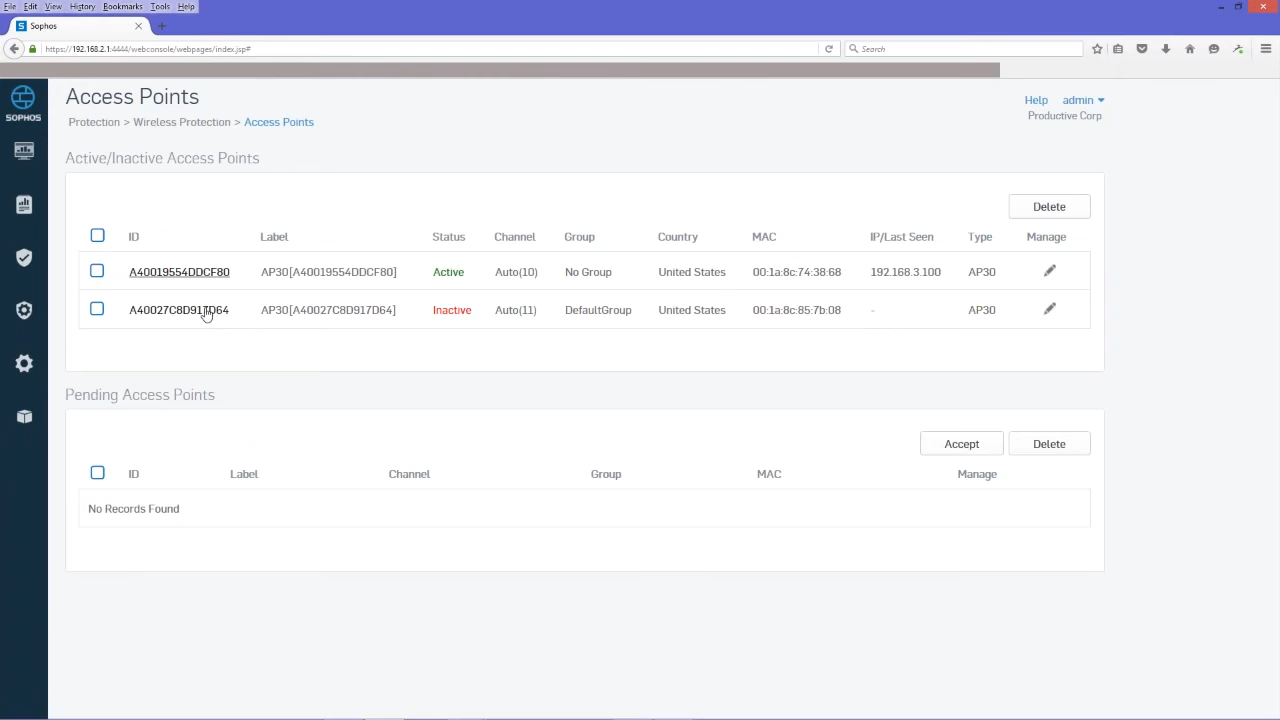 File Edit View History Bookmarks Tools Help
Sophos
https://192.168.2.1:4444/webconsole/webpages/index.jsp#
Search
SOPHOS
Access Points
Help admin
Productive Corp
Protection > Wireless Protection > Access Points
Active/Inactive Access Points
Delete
ID Label Status Channel Group Country MAC IP/Last Seen Type Manage
A40019554DDCF80 AP30[A40019554DDCF80] Active Auto(10) No Group United States 00:1a:8c:74:38:68 192.168.3.100 AP30
A40027C8D917D64 AP30[A40027C8D917D64] Inactive Auto(11) DefaultGroup United States 00:1a:8c:85:7b:08 - AP30
Pending Access Points
Accept Delete
ID Label Channel Group MAC Manage
No Records Found